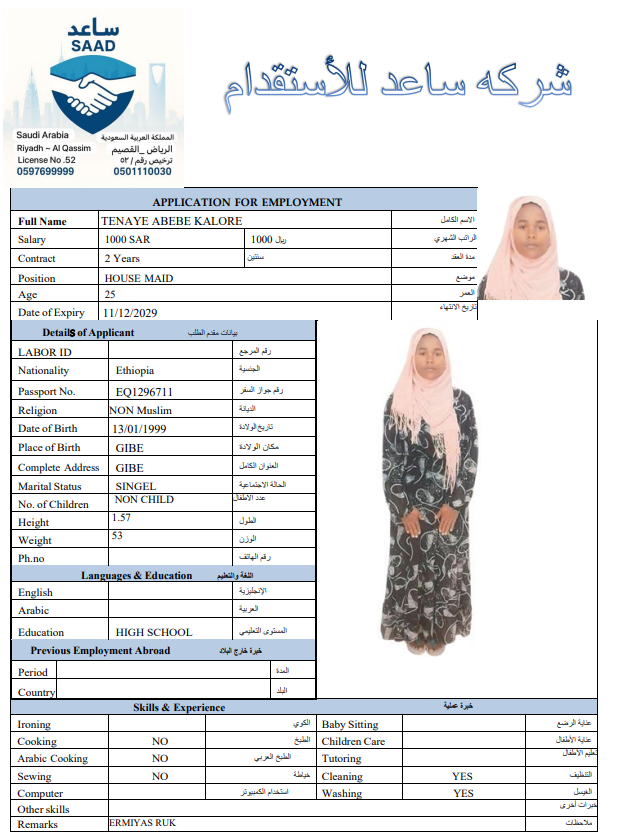 ساعد
SAAD
Saudi Arabia المملكة العربية السعودية
Riyadh ~ Al Qassim الرياض _القصيم
License No .52 ترخيص رقم/ ٥٢
0597699999 0501110030
شركه ساعد للأستقدام
APPLICATION FOR EMPLOYMENT
Full Name TENAYE ABEBE KALORE الاسم الكامل
Salary 1000 SAR 1000 ريال الراتب الشهري
Contract 2 Years سنتين مدة العقد
Position HOUSE MAID موضع
Age 25 العمر
Date of Expiry 11/12/2029 تاريخ الانتهاء
Details of Applicant بيانات مقدم الطلب
LABOR ID رقم المرجع
Nationality Ethiopia الجنسية
Passport No. EQ1296711 رقم جواز السفر
Religion NON Muslim الديانة
Date of Birth 13/01/1999 تاريخ الولادة
Place of Birth GIBE مكان الولادة
Complete Address GIBE العنوان الكامل
Marital Status SINGEL الحالة الاجتماعية
No. of Children NON CHILD عدد الاطفال
Height 1.57 الطول
Weight 53 الوزن
Ph.no رقم الهاتف
Languages & Education اللغة والتعليم
English الإنجليزية
Arabic العربية
Education HIGH SCHOOL المستوى التعليمي
Previous Employment Abroad خبرة خارج البلاد
Period المدة
Country البلد
Skills & Experience خبرة عملية
Ironing الكوي Baby Sitting عناية الرضع
Cooking NO الطبخ Children Care عناية الأطفال
Arabic Cooking NO الطبخ العربي Tutoring تعليم الأطفال
Sewing NO خياطة Cleaning YES التنظيف
Computer استخدام الكمبيوتر Washing YES الغيسل
Other skills خبرات أخرى
Remarks ERMIYAS RUK ملاحظات